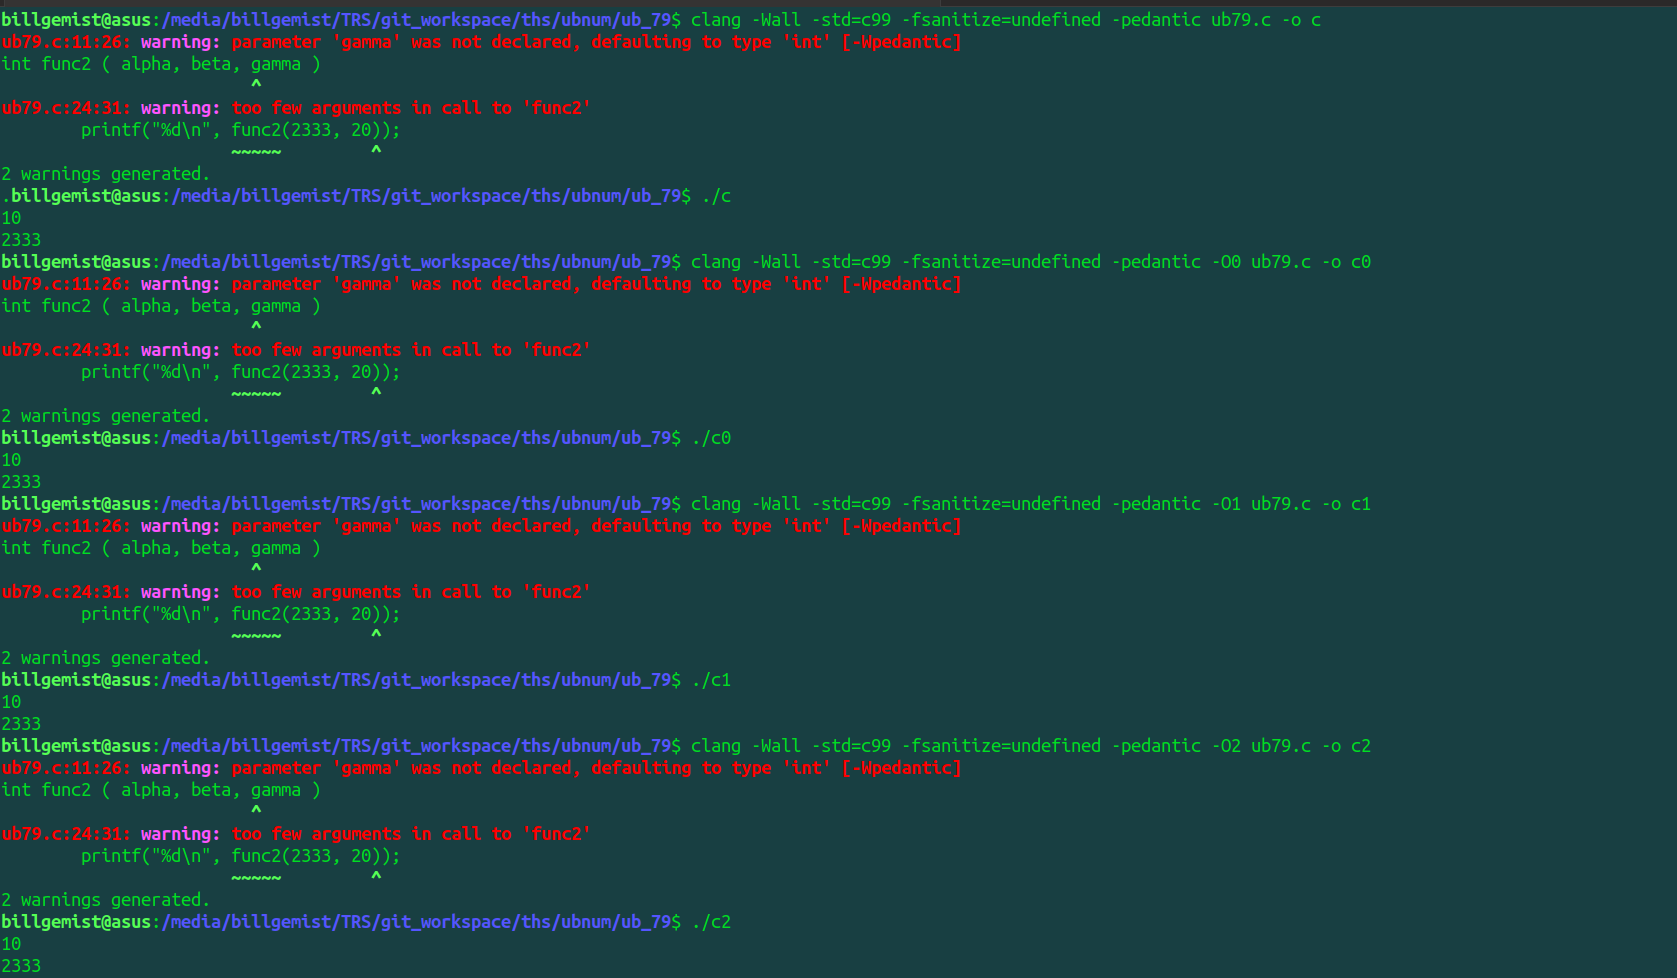 billgemist@asus:/media/billgemist/TRS/git_workspace/ths/ubnum/ub_79$ clang -Wall -std=c99 -fsanitize=undefined -pedantic ub79.c -o c
ub79.c:11:26: warning: parameter 'gamma' was not declared, defaulting to type 'int' [-Wpedantic]
int func2 ( alpha, beta, gamma )
                         ^
ub79.c:24:31: warning: too few arguments in call to 'func2'
        printf("%d\n", func2(2333, 20));
                       ~~~~~         ^
2 warnings generated.
.billgemist@asus:/media/billgemist/TRS/git_workspace/ths/ubnum/ub_79$ ./c
10
2333
billgemist@asus:/media/billgemist/TRS/git_workspace/ths/ubnum/ub_79$ clang -Wall -std=c99 -fsanitize=undefined -pedantic -O0 ub79.c -o c0
ub79.c:11:26: warning: parameter 'gamma' was not declared, defaulting to type 'int' [-Wpedantic]
int func2 ( alpha, beta, gamma )
                         ^
ub79.c:24:31: warning: too few arguments in call to 'func2'
        printf("%d\n", func2(2333, 20));
                       ~~~~~         ^
2 warnings generated.
billgemist@asus:/media/billgemist/TRS/git_workspace/ths/ubnum/ub_79$ ./c0
10
2333
billgemist@asus:/media/billgemist/TRS/git_workspace/ths/ubnum/ub_79$ clang -Wall -std=c99 -fsanitize=undefined -pedantic -O1 ub79.c -o c1
ub79.c:11:26: warning: parameter 'gamma' was not declared, defaulting to type 'int' [-Wpedantic]
int func2 ( alpha, beta, gamma )
                         ^
ub79.c:24:31: warning: too few arguments in call to 'func2'
        printf("%d\n", func2(2333, 20));
                       ~~~~~         ^
2 warnings generated.
billgemist@asus:/media/billgemist/TRS/git_workspace/ths/ubnum/ub_79$ ./c1
10
2333
billgemist@asus:/media/billgemist/TRS/git_workspace/ths/ubnum/ub_79$ clang -Wall -std=c99 -fsanitize=undefined -pedantic -O2 ub79.c -o c2
ub79.c:11:26: warning: parameter 'gamma' was not declared, defaulting to type 'int' [-Wpedantic]
int func2 ( alpha, beta, gamma )
                         ^
ub79.c:24:31: warning: too few arguments in call to 'func2'
        printf("%d\n", func2(2333, 20));
                       ~~~~~         ^
2 warnings generated.
billgemist@asus:/media/billgemist/TRS/git_workspace/ths/ubnum/ub_79$ ./c2
10
2333